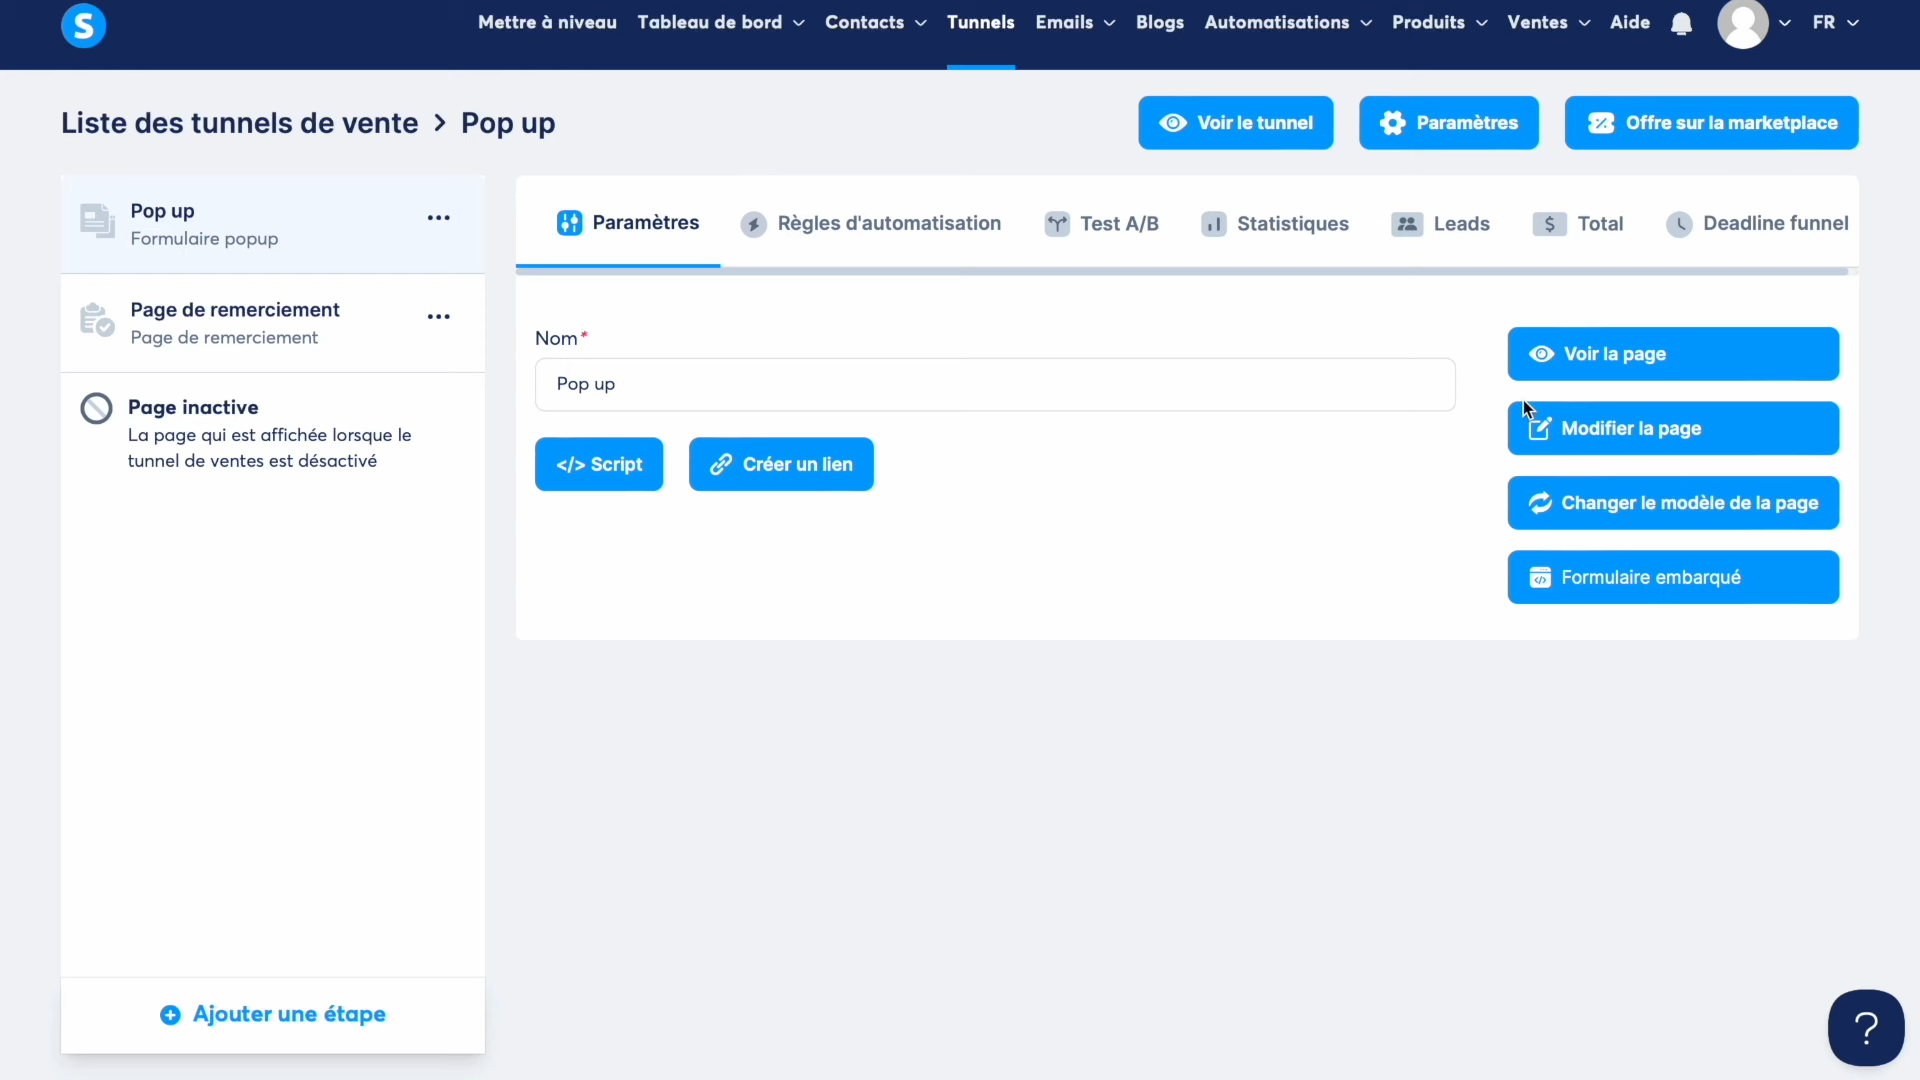 S
Mettre à niveau
Tableau de bord
Contacts
Tunnels
Emails
Blogs
Automatisations
Produits
Ventes
Aide
FR
Liste des tunnels de vente > Pop up
Voir le tunnel
Paramètres
Offre sur la marketplace
Pop up
Formulaire popup
Page de remerciement
Page de remerciement
Page inactive
La page qui est affichée lorsque le
tunnel de ventes est désactivé
Ajouter une étape
Paramètres
Règles d'automatisation
Test A/B
Statistiques
Leads
Total
Deadline funnel
Nom*
Pop up
</> Script
Créer un lien
Voir la page
Modifier la page
Changer le modèle de la page
Formulaire embarqué
?